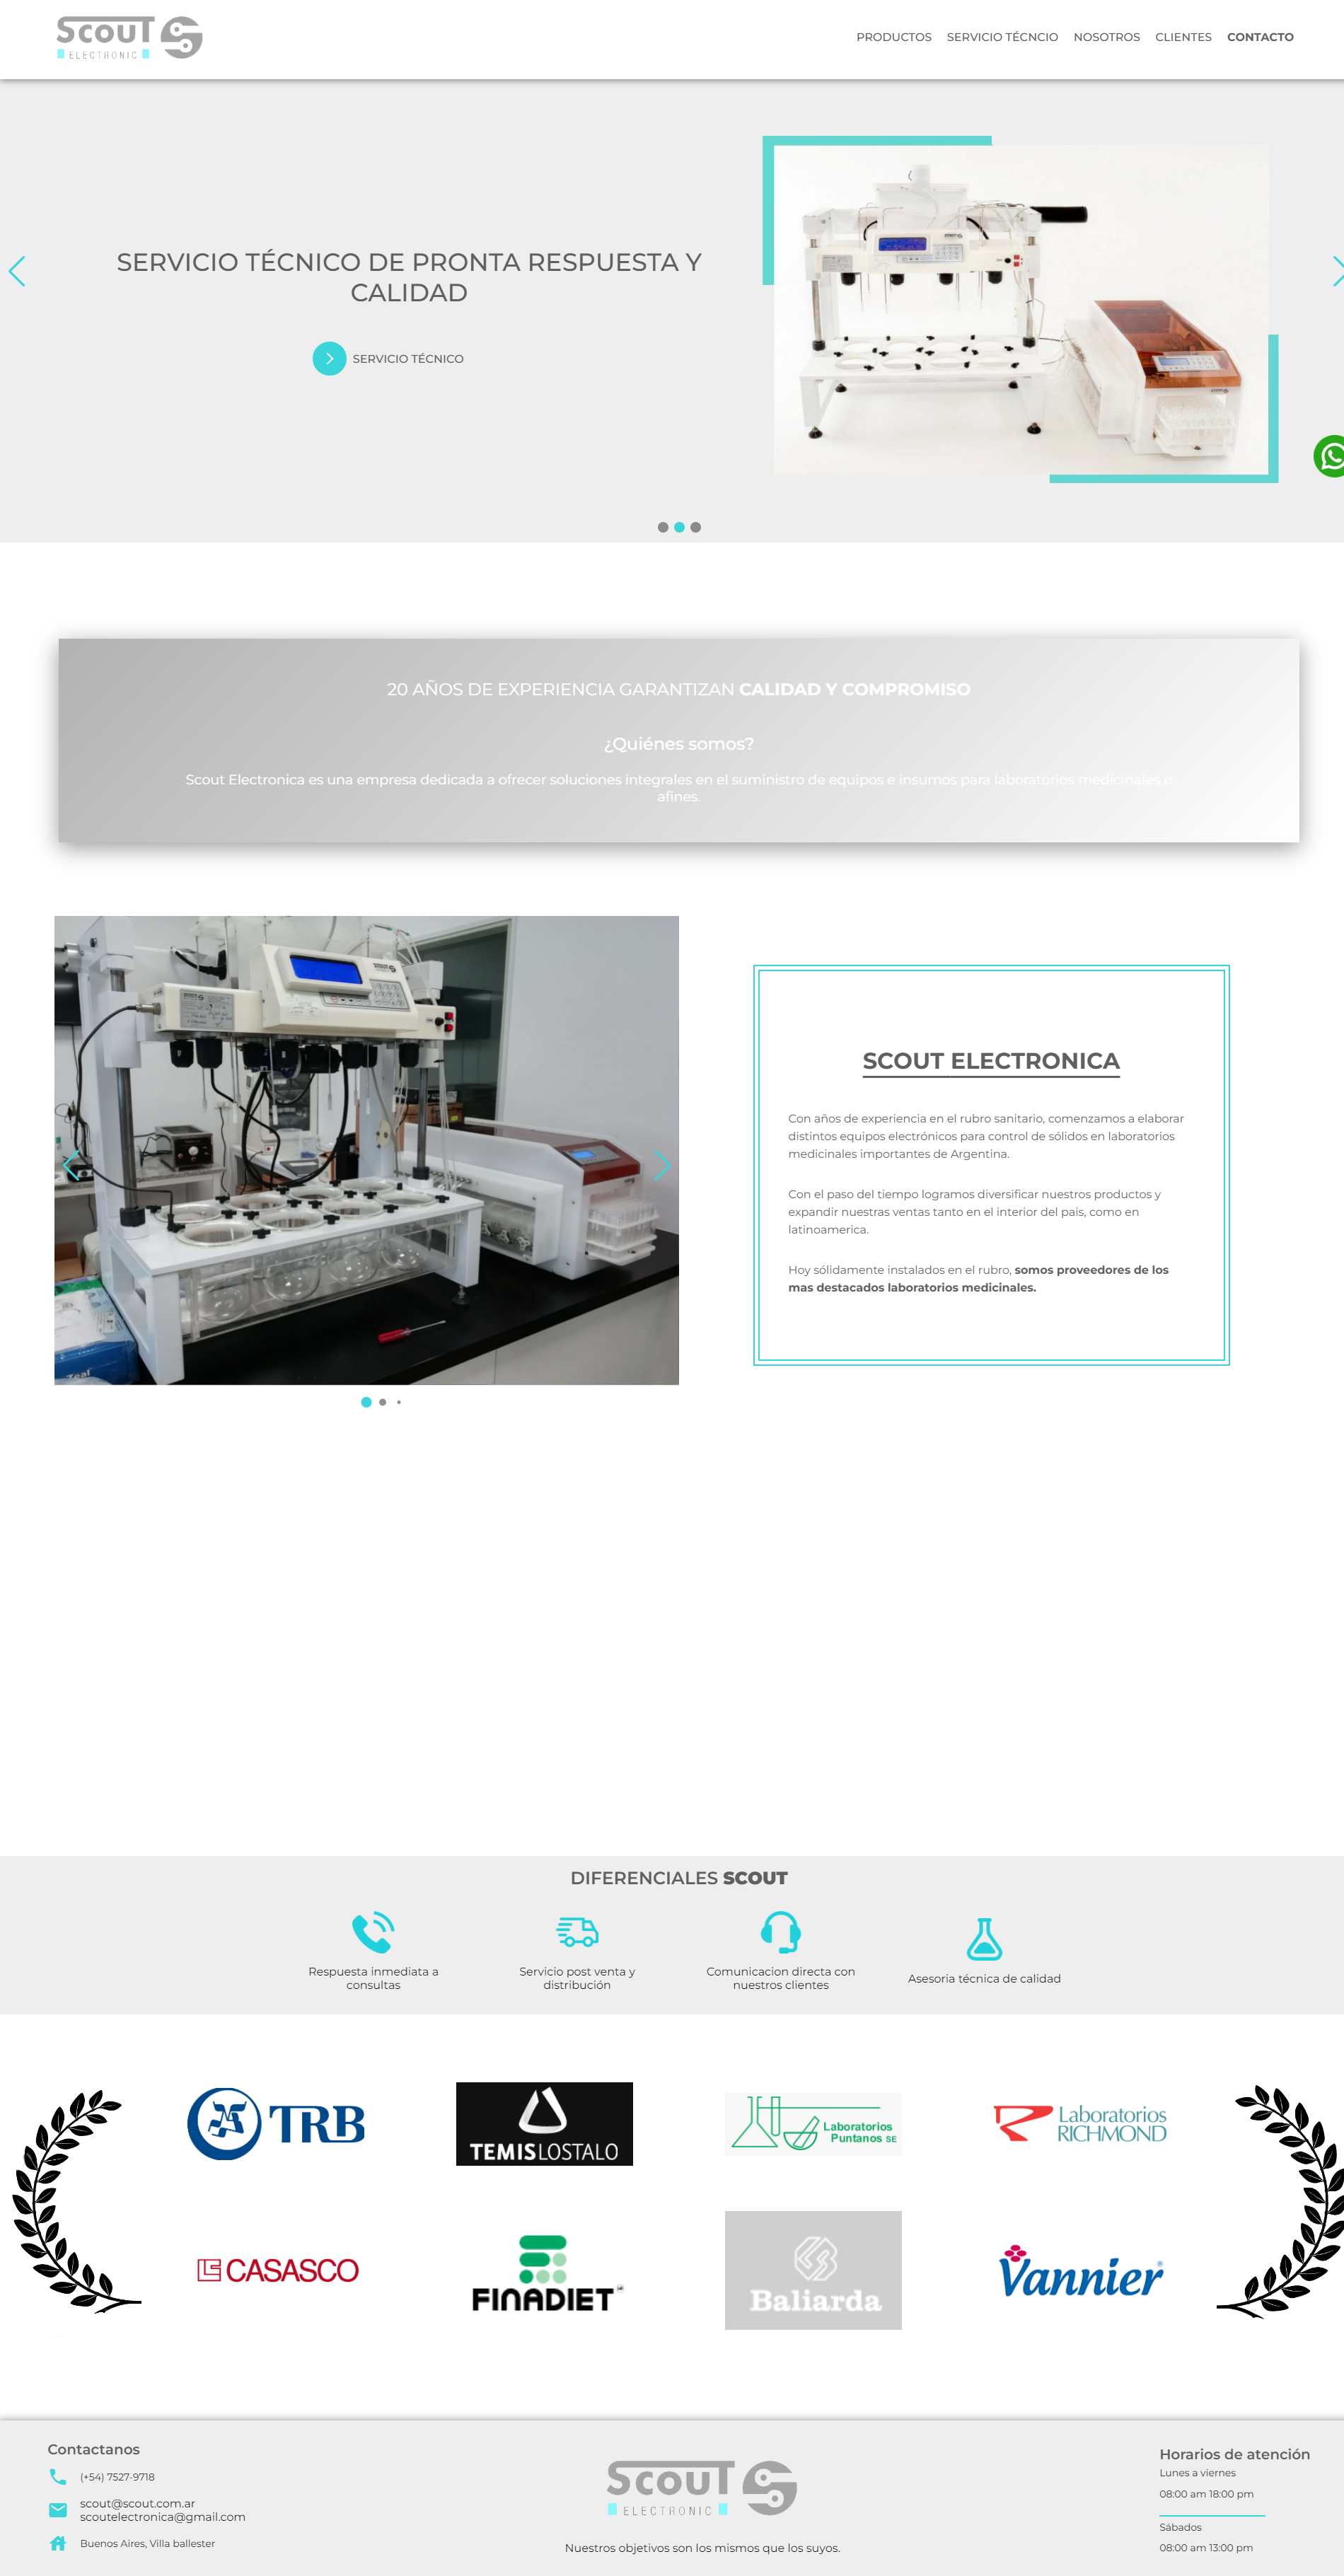 Scout
ELECTRONIC
PRODUCTOS SERVICIO TÉCNCIO NOSOTROS CLIENTES CONTACTO
SERVICIO TÉCNICO DE PRONTA RESPUESTA Y
CALIDAD
SERVICIO TÉCNICO
20 AÑOS DE EXPERIENCIA GARANTIZAN CALIDAD Y COMPROMISO
¿Quiénes somos?
Scout Electronica es una empresa dedicada a ofrecer soluciones integrales en el suministro de equipos e insumos para laboratorios medicinales o
afines.
SCOUT ELECTRONICA
Con años de experiencia en el rubro sanitario, comenzamos a elaborar
distintos equipos electrónicos para control de sólidos en laboratorios
medicinales importantes de Argentina.
Con el paso del tiempo logramos diversificar nuestros productos y
expandir nuestras ventas tanto en el interior del pais, como en
latinoamerica.
Hoy sólidamente instalados en el rubro, somos proveedores de los
mas destacados laboratorios medicinales.
DIFERENCIALES SCOUT
Respuesta inmediata a
consultas
Servicio post venta y
distribución
Comunicacion directa con
nuestros clientes
Asesoria técnica de calidad
TRB
TEMISLOSTALO
Laboratorios
Puntanos SE
Laboratorios
RICHMOND
CASASCO
FINADIET
Baliarda
Vannier
Contactanos
(+54) 7527-9718
scout@scout.com.ar
scoutelectronica@gmail.com
Buenos Aires, Villa ballester
Scout
ELECTRONIC
Nuestros objetivos son los mismos que los suyos.
Horarios de atención
Lunes a viernes
08:00 am 18:00 pm
Sábados
08:00 am 13:00 pm